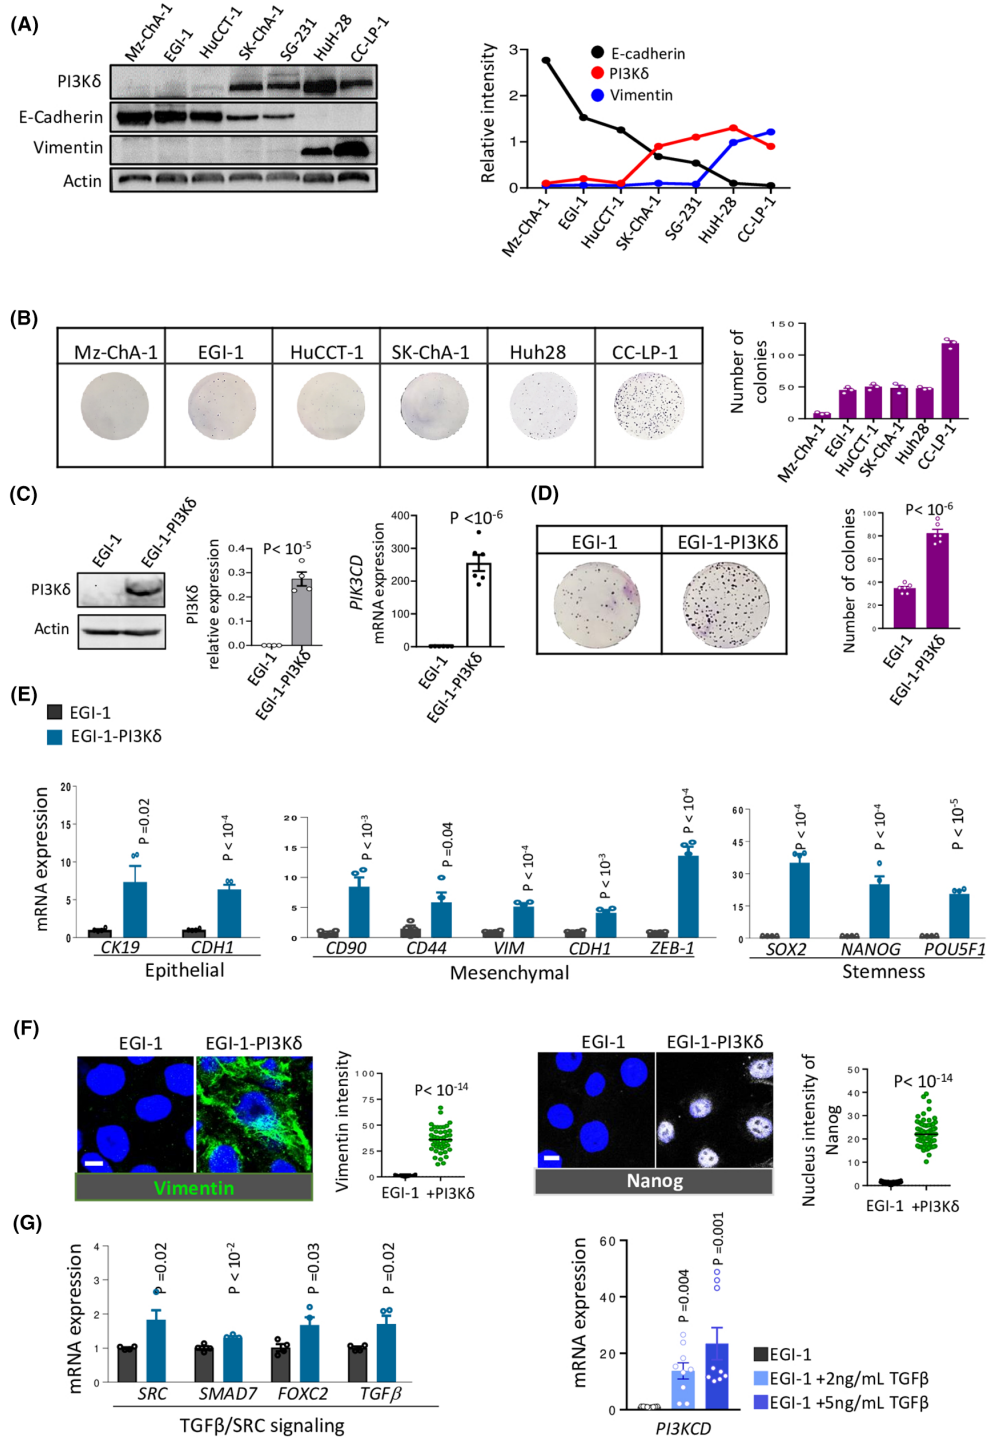 (A)
Mz-ChA-1
EGI-1
HuCCT-1
SK-ChA-1
SG-231
HuH-28
CC-LP-1
PI3Kδ
E-Cadherin
Vimentin
Actin
Relative intensity
3
2
1
0
E-cadherin
PI3Kδ
Vimentin
Mz-ChA-1
EGI-1
HuCCT-1
SK-ChA-1
SG-231
HuH-28
CC-LP-1
(B)
Mz-ChA-1 EGI-1 HuCCT-1 SK-ChA-1 Huh28 CC-LP-1
Number of
colonies
150
100
50
0
Mz-ChA-1
EGI-1
HuCCT-1
SK-ChA-1
Huh28
CC-LP-1
(C)
EGI-1
EGI-1-PI3Kδ
PI3Kδ
Actin
PI3Kδ
relative expression
0.4
0.3
0.2
0.1
0.0
P< 10-5
EGI-1
EGI-1-PI3Kδ
PIK3CD
mRNA expression
400
300
200
100
0
P <10-6
EGI-1
EGI-1-PI3Kδ
(D)
EGI-1 EGI-1-PI3Kδ
Number of colonies
100
80
60
40
20
0
P< 10-6
EGI-1
EGI-1-PI3Kδ
(E)
EGI-1
EGI-1-PI3Kδ
mRNA expression
20
15
10
5
0
P =0.02
P < 10-4
CK19 CDH1
Epithelial
20
15
10
5
0
P < 10-3
P =0.04
P < 10-4
P < 10-3
P < 10-4
CD90 CD44 VIM CDH1 ZEB-1
Mesenchymal
60
45
30
15
0
P < 10-4
P < 10-4
P < 10-5
SOX2 NANOG POU5F1
Stemness
(F)
EGI-1 EGI-1-PI3Kδ
Vimentin
Vimentin intensity
100
75
50
25
0
P< 10-14
EGI-1 +PI3Kδ
EGI-1 EGI-1-PI3Kδ
Nanog
Nucleus intensity of
Nanog
50
40
30
20
10
0
P< 10-14
EGI-1 +PI3Kδ
(G)
mRNA expression
4
3
2
1
0
P =0.02
P < 10-2
P =0.03
P =0.02
SRC SMAD7 FOXC2 TGFβ
TGFβ/SRC signaling
mRNA expression
60
40
20
0
P =0.004
P =0.001
PI3KCD
EGI-1
EGI-1 +2ng/mL TGFβ
EGI-1 +5ng/mL TGFβ